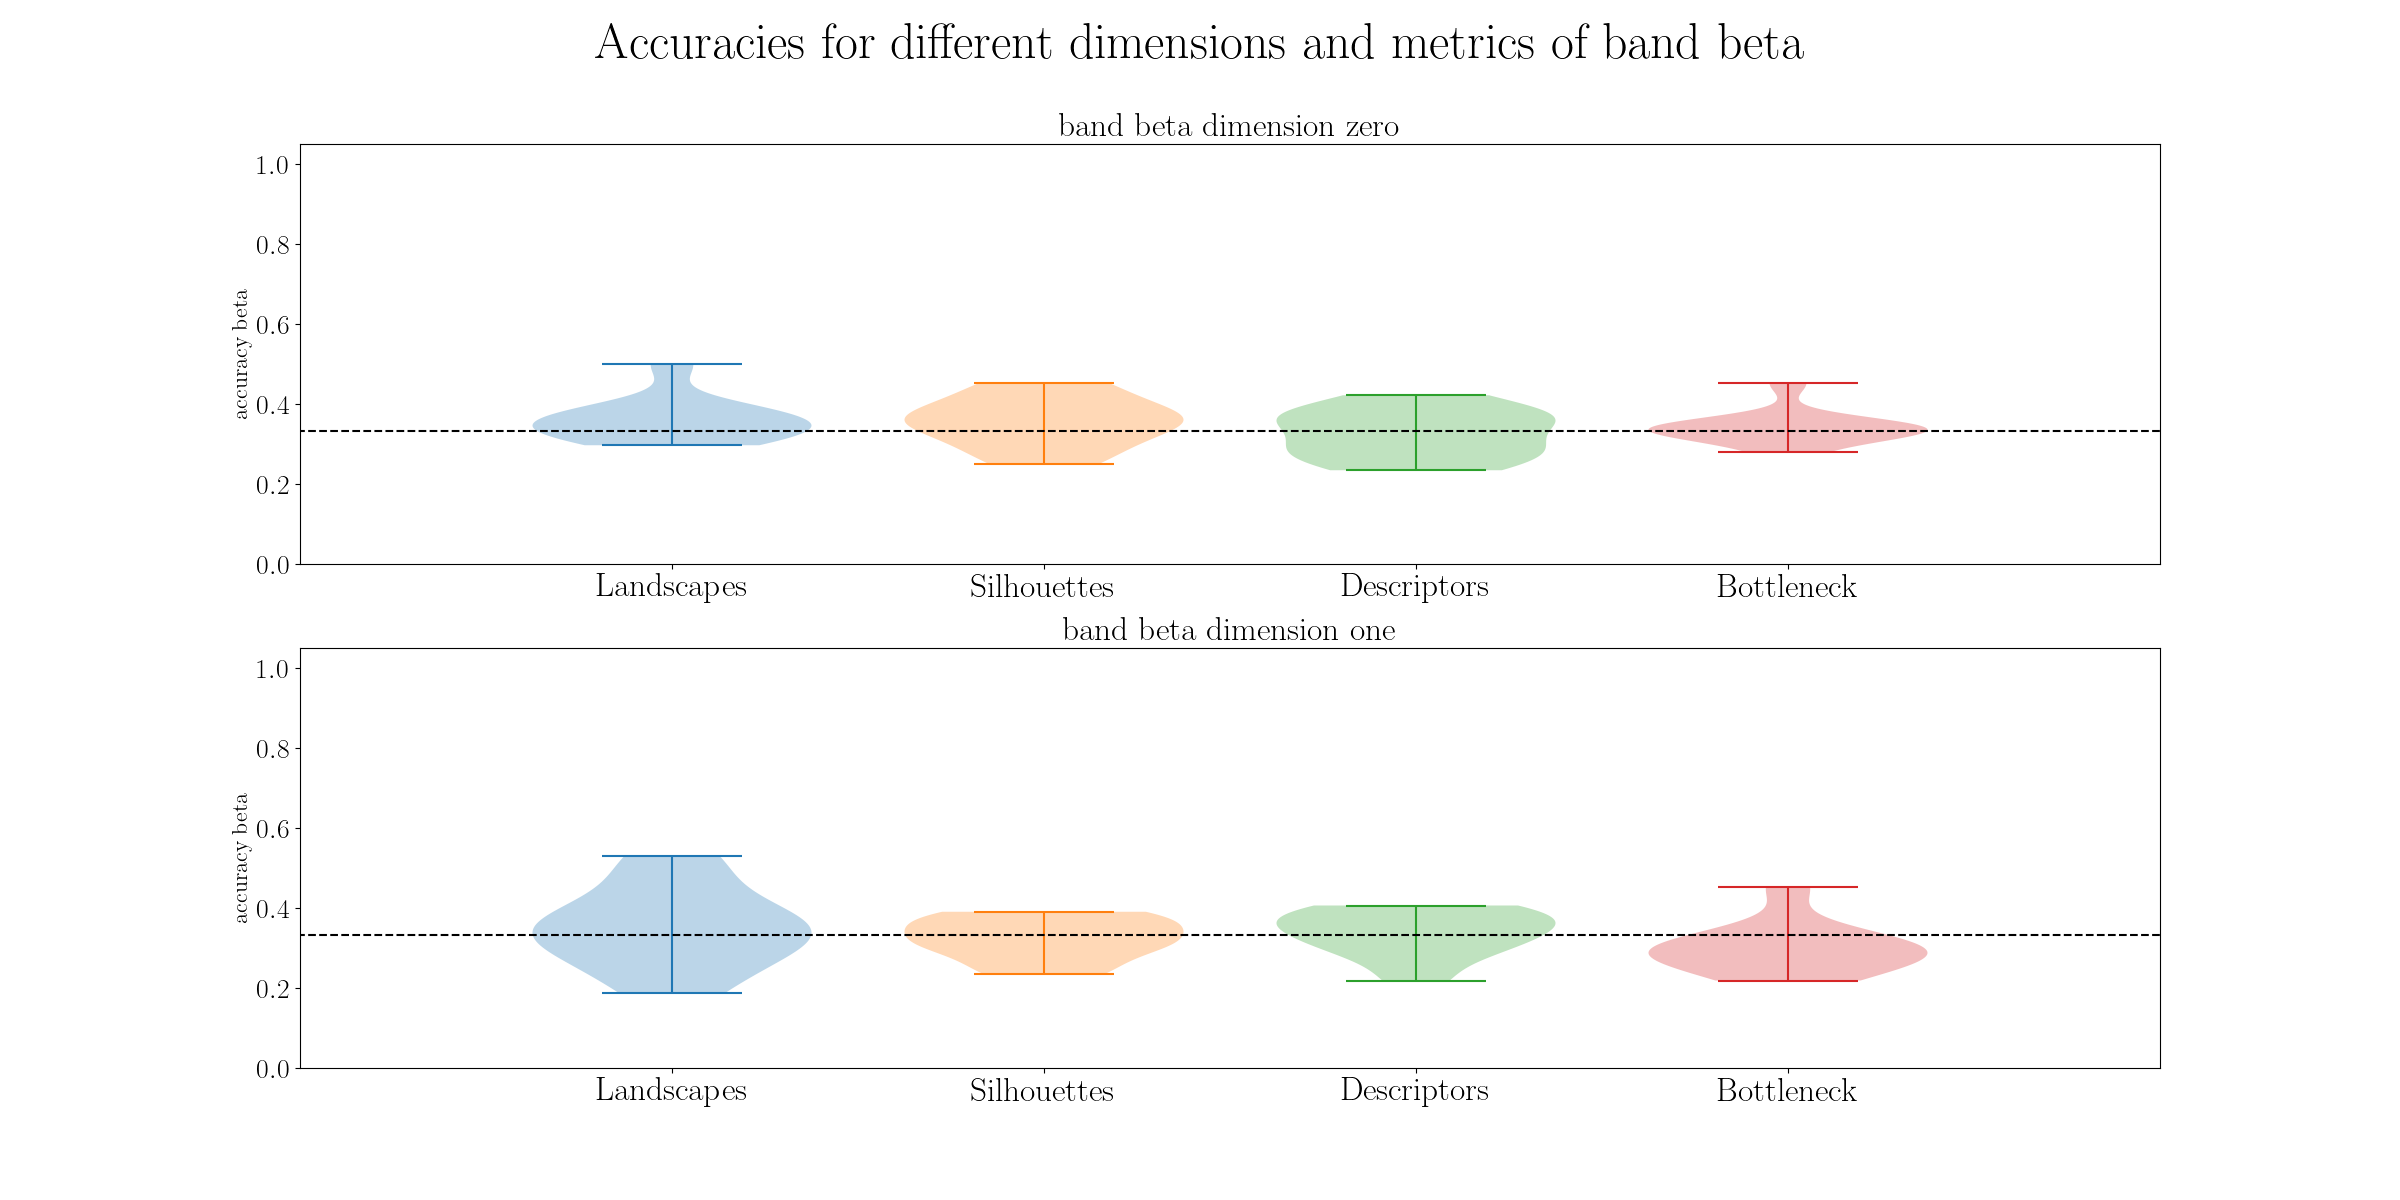 Accuracies for different dimensions and metrics of band beta
band beta dimension zero
1.0
0.8
0.6
0.4
0.2
0.0
accuracy beta
Landscapes Silhouettes Descriptors Bottleneck
band beta dimension one
1.0
0.8
0.6
0.4
0.2
0.0
accuracy beta
Landscapes Silhouettes Descriptors Bottleneck